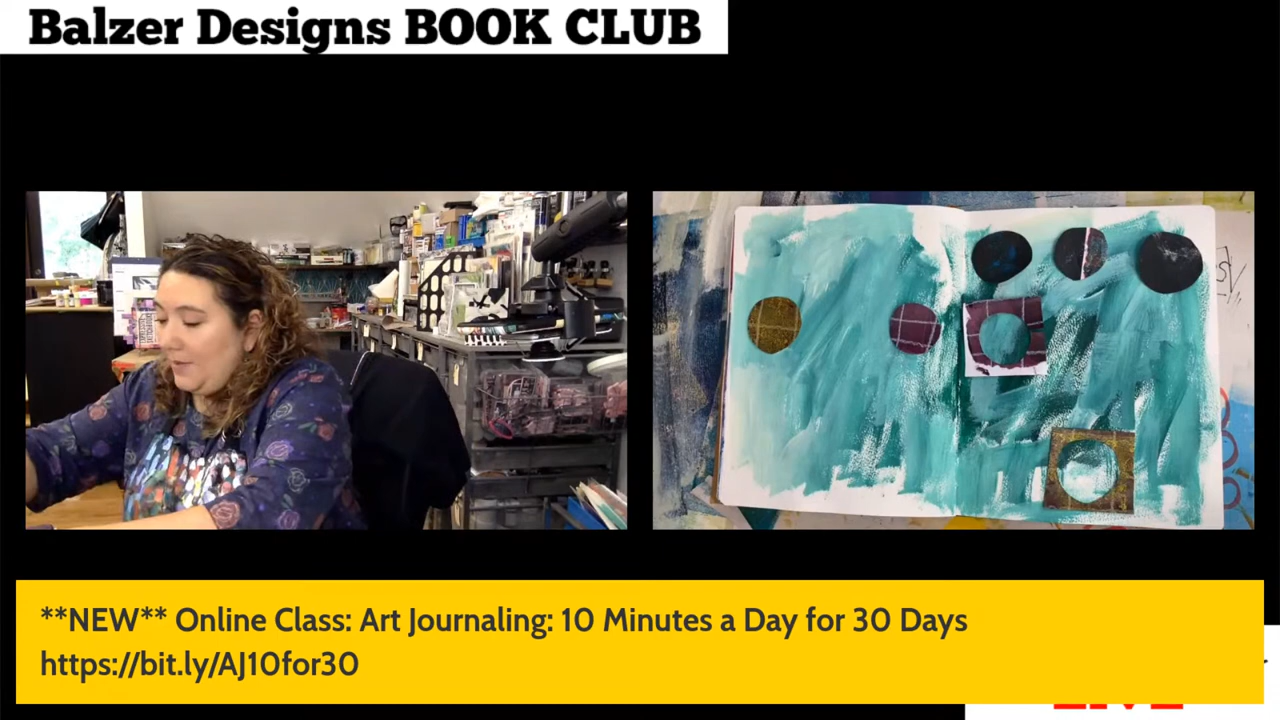 Balzer Designs BOOK CLUB
**NEW** Online Class: Art Journaling: 10 Minutes a Day for 30 Days
https://bit.ly/AJ10for30